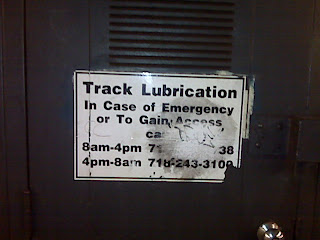 Track Lubrication
In Case of Emergency
or To Gain Access
8am-4pm
4pm-8am 718-243-3100